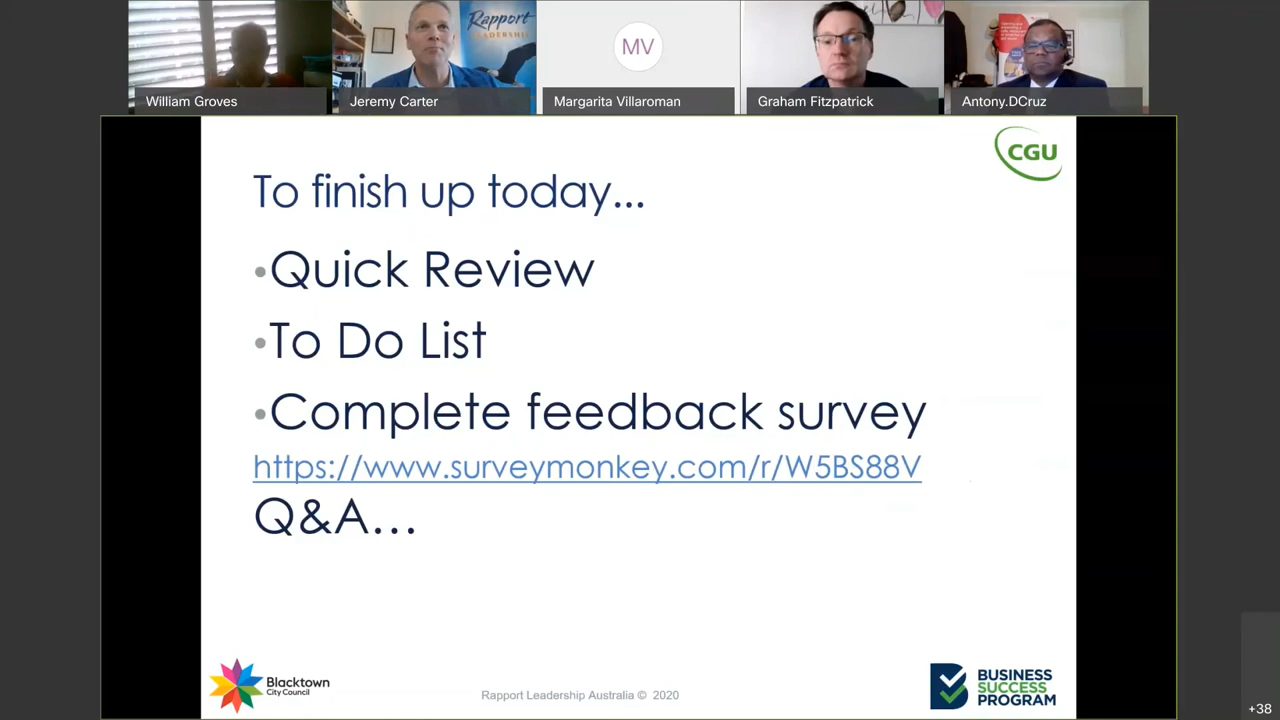 Rapport
LEADERSHIP
MV
William Groves
Jeremy Carter
Margarita Villaroman
Graham Fitzpatrick
Antony.DCruz
CGU
To finish up today...
•Quick Review
•To Do List
•Complete feedback survey
https://www.surveymonkey.com/r/W5BS88V
Q&A...
Blacktown
City Council
Rapport Leadership Australia © 2020
BUSINESS
SUCCESS
PROGRAM
+38